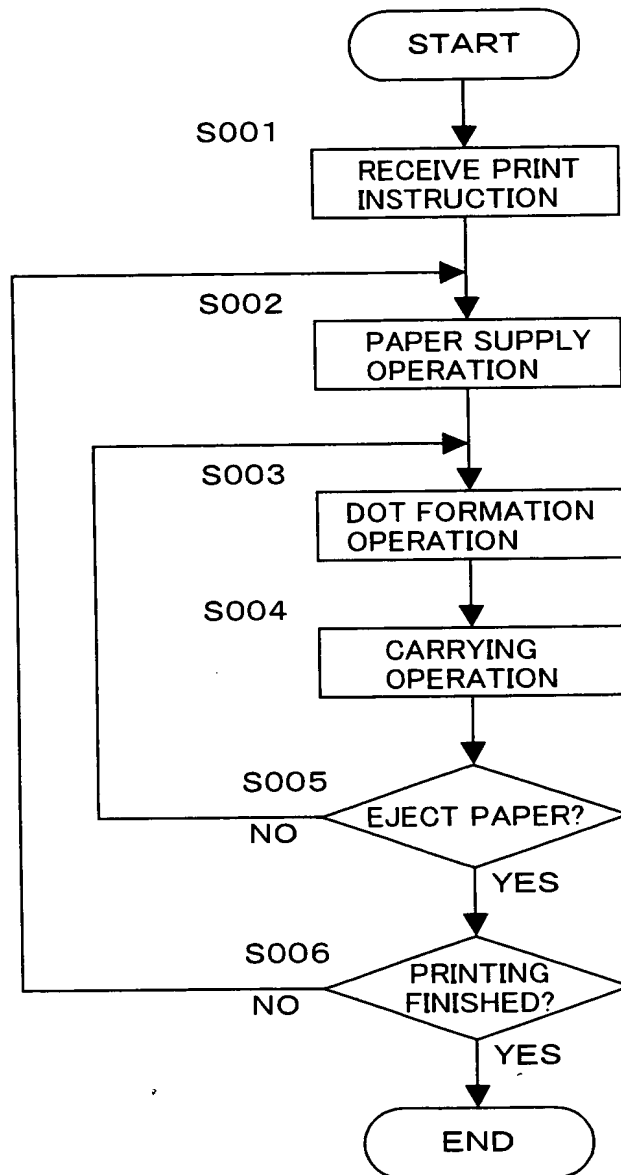 START
S001
RECEIVE PRINT
INSTRUCTION
S002
PAPER SUPPLY
OPERATION
S003
DOT FORMATION
OPERATION
S004
CARRYING
OPERATION
S005
EJECT PAPER?
NO
YES
S006
PRINTING
FINISHED?
NO
YES
END